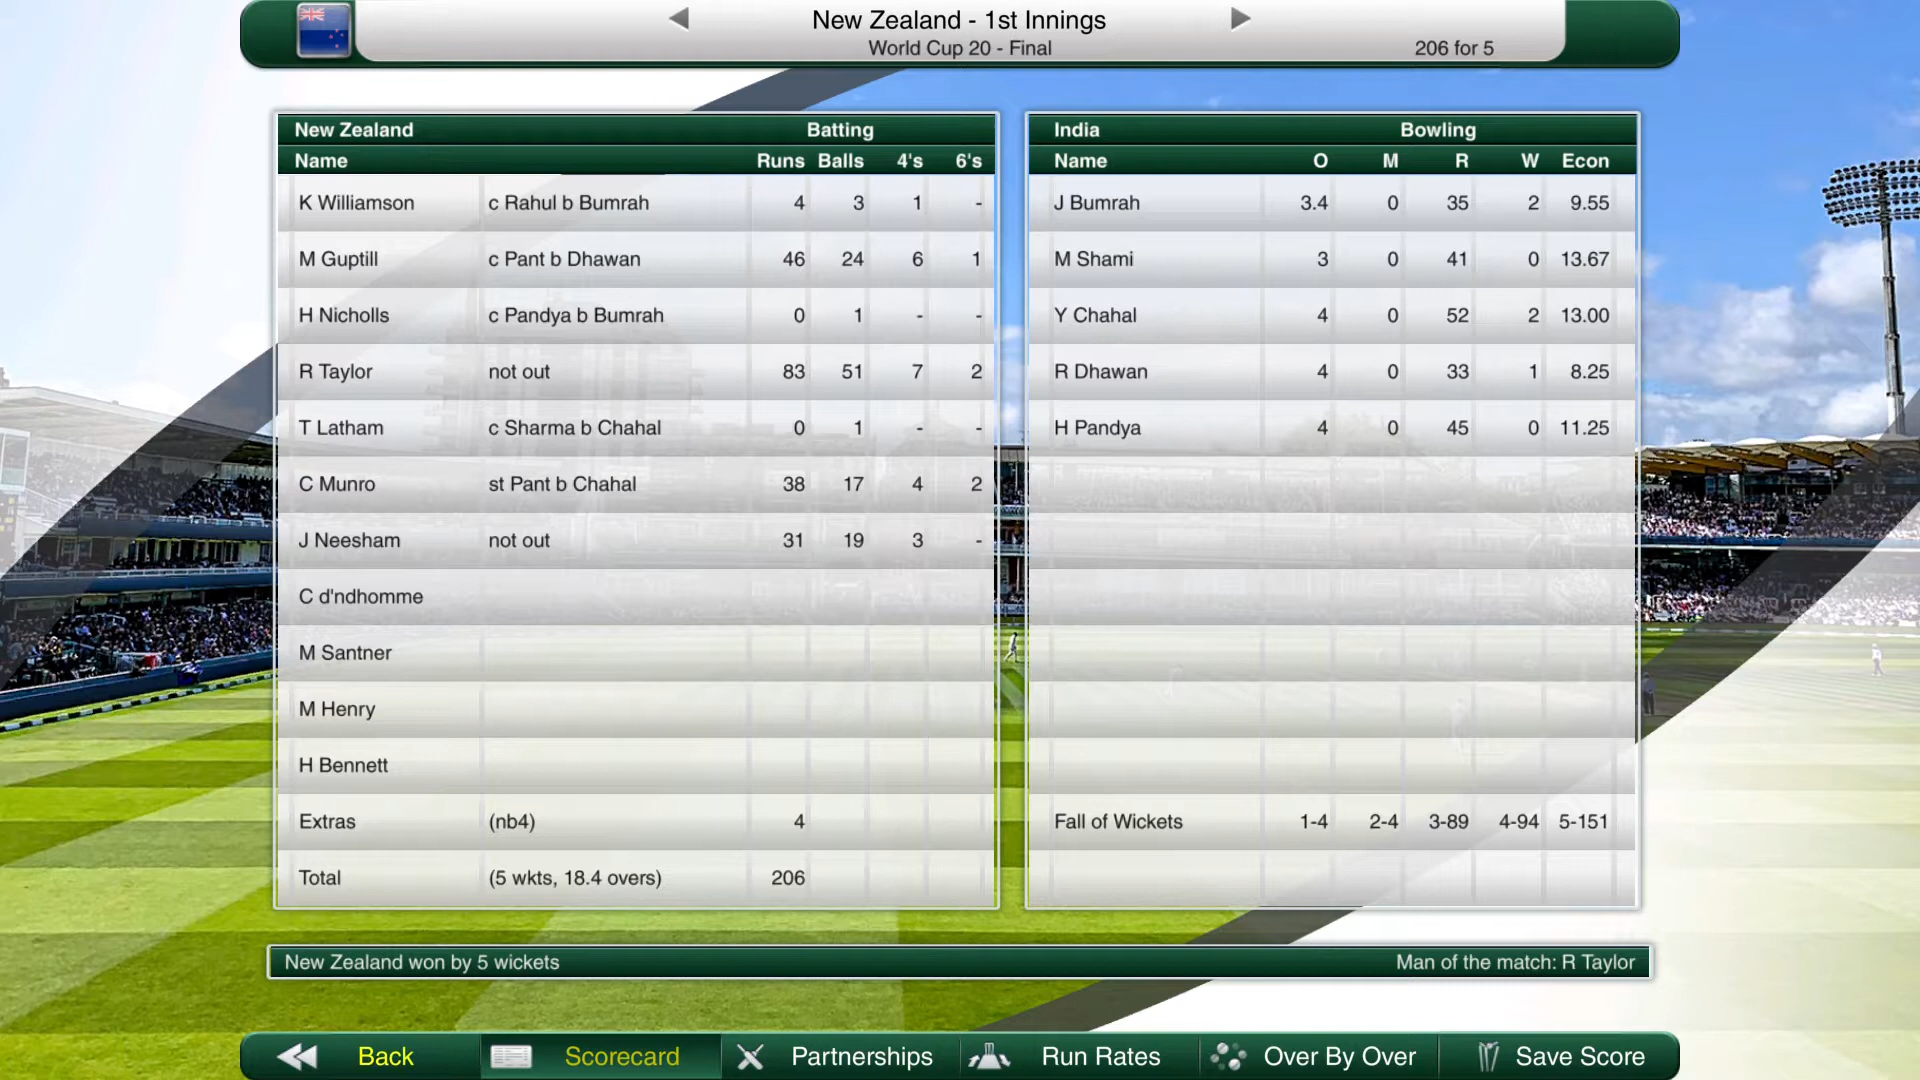 New Zealand - 1st Innings
World Cup 20 - Final
206 for 5
New Zealand Batting
Name Runs Balls 4's 6's
K Williamson c Rahul b Bumrah 4 3 1 -
M Guptill c Pant b Dhawan 46 24 6 1
H Nicholls c Pandya b Bumrah 0 1 - -
R Taylor not out 83 51 7 2
T Latham c Sharma b Chahal 0 1 - -
C Munro st Pant b Chahal 38 17 4 2
J Neesham not out 31 19 3 -
C d'ndhomme
M Santner
M Henry
H Bennett
Extras (nb4) 4
Total (5 wkts, 18.4 overs) 206
India Bowling
Name O M R W Econ
J Bumrah 3.4 0 35 2 9.55
M Shami 3 0 41 0 13.67
Y Chahal 4 0 52 2 13.00
R Dhawan 4 0 33 1 8.25
H Pandya 4 0 45 0 11.25
Fall of Wickets 1-4 2-4 3-89 4-94 5-151
New Zealand won by 5 wickets
Man of the match: R Taylor
Back Scorecard Partnerships Run Rates Over By Over Save Score